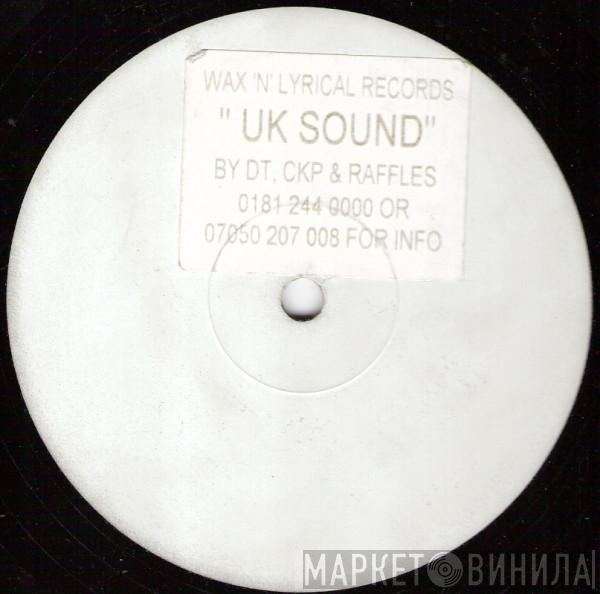 WAX 'N' LYRICAL RECORDS
" UK SOUND"
BY DT, CKP & RAFFLES
0181 244 0000 OR
07050 207 008 FOR INFO
МАРКЕТ ВИНИЛА